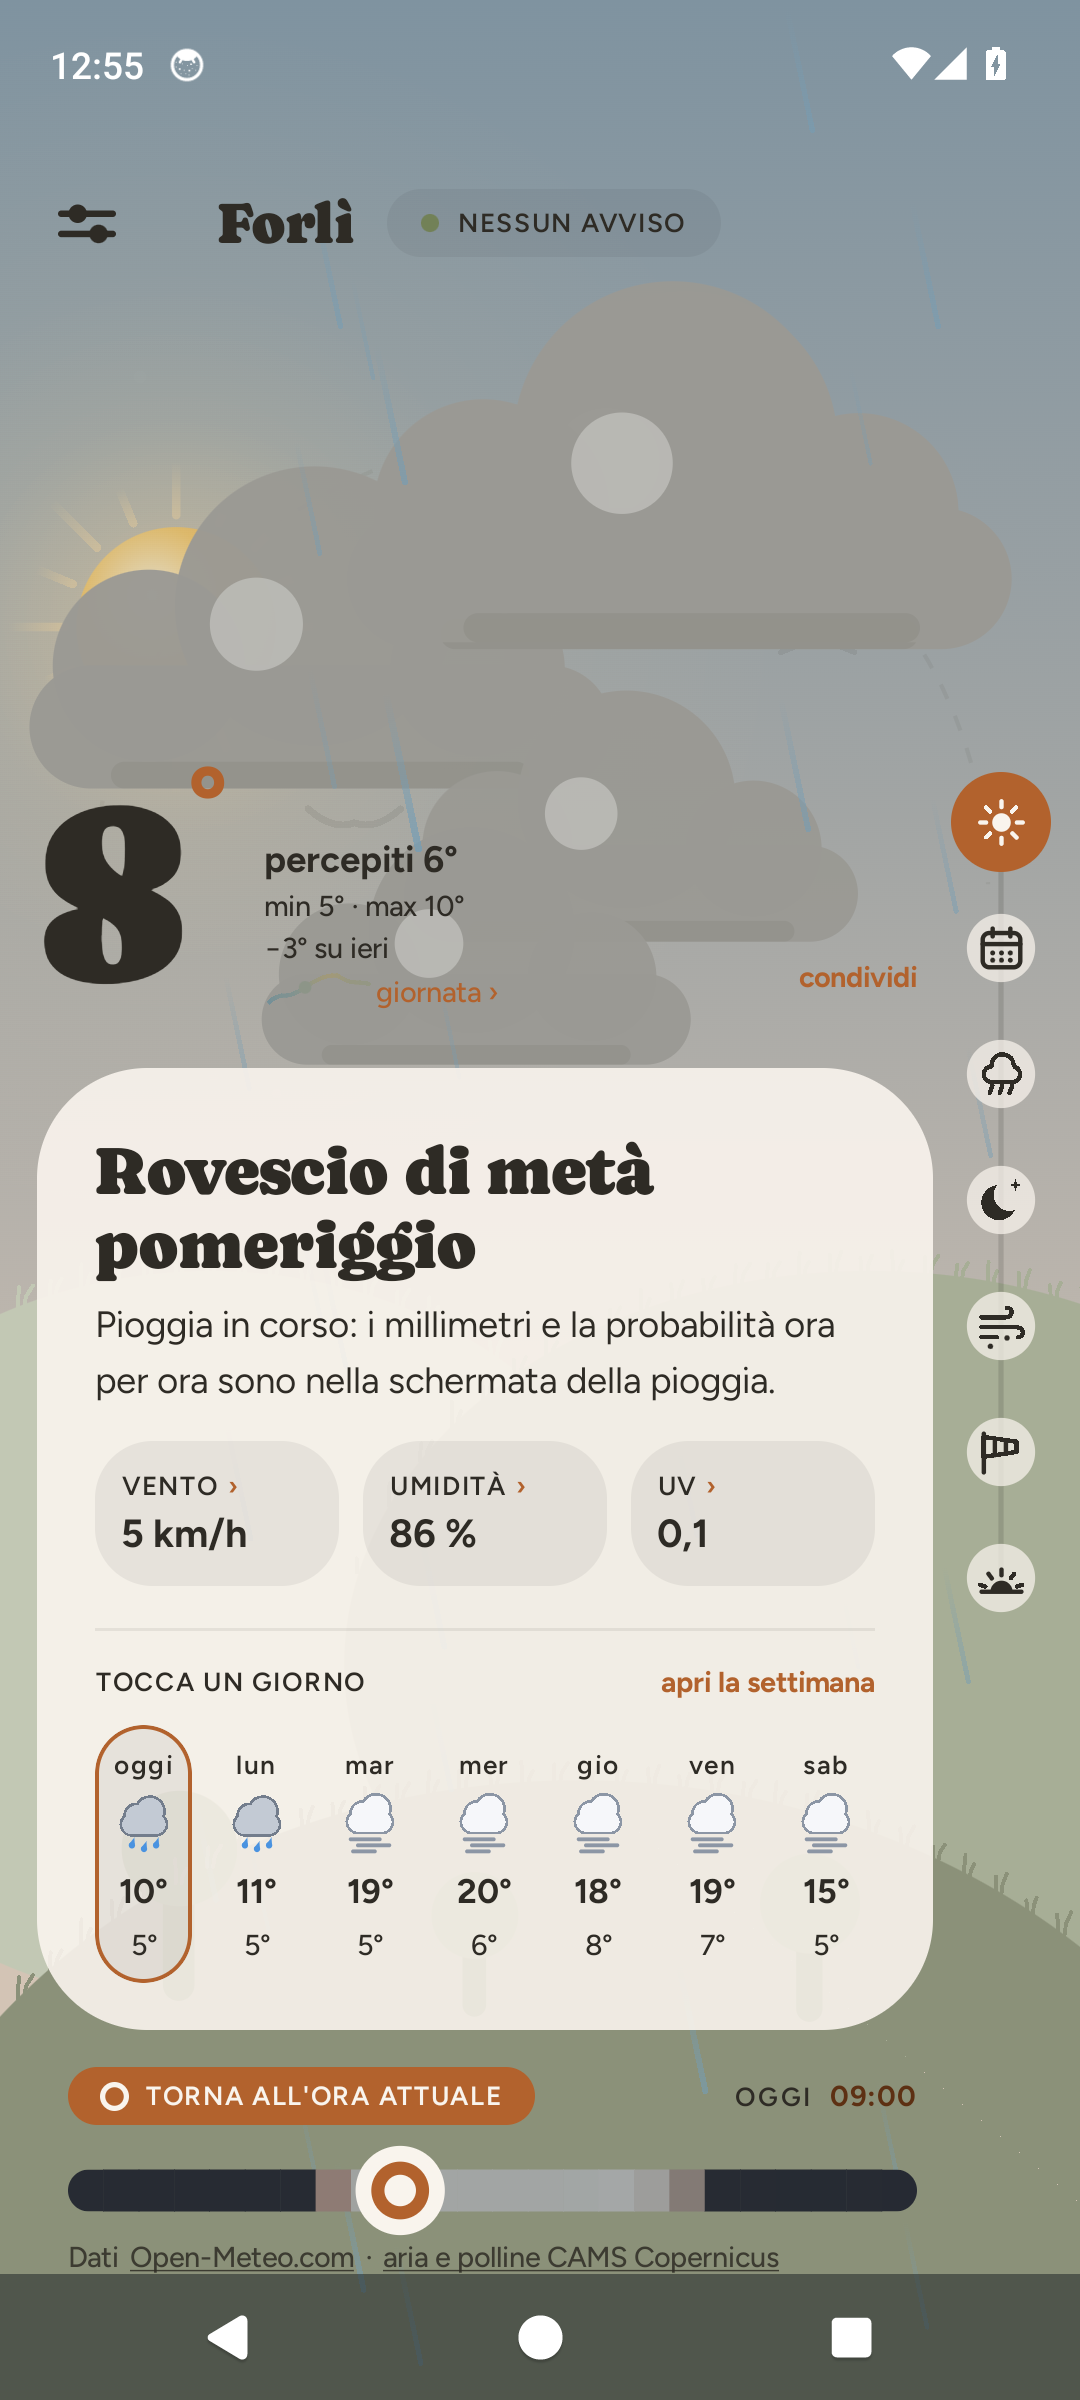 12:55
Forlì
NESSUN AVVISO
8°
percepiti 6°
min 5° · max 10°
−3° su ieri
giornata ›
condividi
Rovescio di metà
pomeriggio
Pioggia in corso: i millimetri e la probabilità ora
per ora sono nella schermata della pioggia.
VENTO › UMIDITÀ › UV ›
5 km/h 86 % 0,1
TOCCA UN GIORNO apri la settimana
oggi lun mar mer gio ven sab
10° 11° 19° 20° 18° 19° 15°
5° 5° 5° 6° 8° 7° 5°
TORNA ALL'ORA ATTUALE OGGI 09:00
Dati Open-Meteo.com · aria e polline CAMS Copernicus